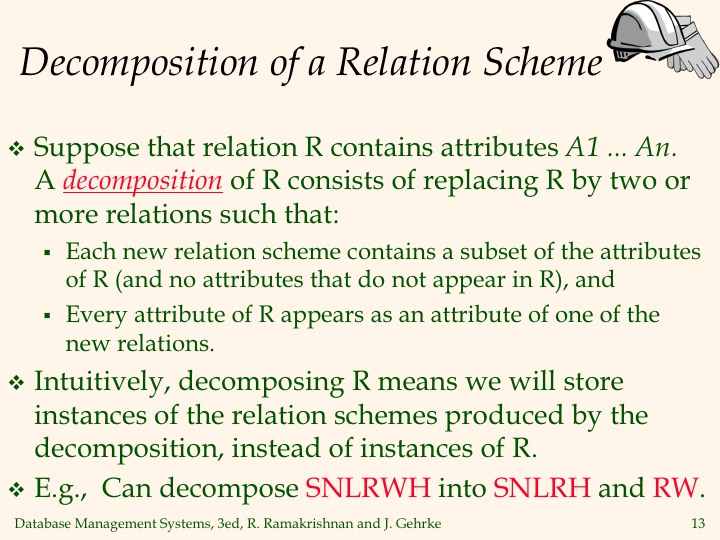 Decomposition of a Relation Scheme
❖ Suppose that relation R contains attributes A1 ... An.
A decomposition of R consists of replacing R by two or
more relations such that:
▪ Each new relation scheme contains a subset of the attributes
of R (and no attributes that do not appear in R), and
▪ Every attribute of R appears as an attribute of one of the
new relations.
❖ Intuitively, decomposing R means we will store
instances of the relation schemes produced by the
decomposition, instead of instances of R.
❖ E.g., Can decompose SNLRWH into SNLRH and RW.
Database Management Systems, 3ed, R. Ramakrishnan and J. Gehrke 13